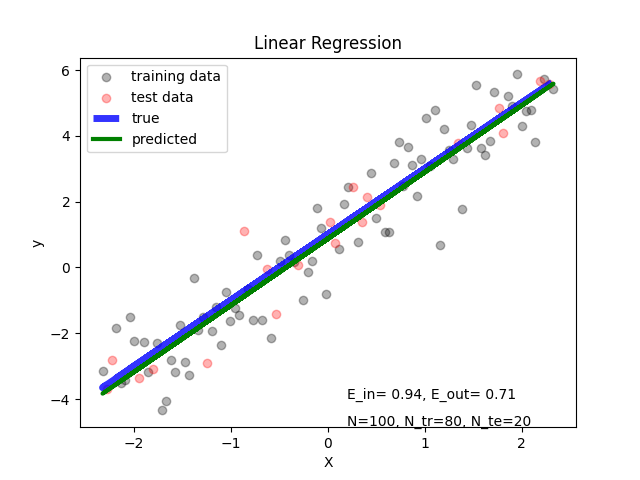 Linear Regression
training data
test data
true
predicted
6
4
2
0
−2
−4
y
E_in= 0.94, E_out= 0.71
N=100, N_tr=80, N_te=20
−2
−1
0
1
2
X